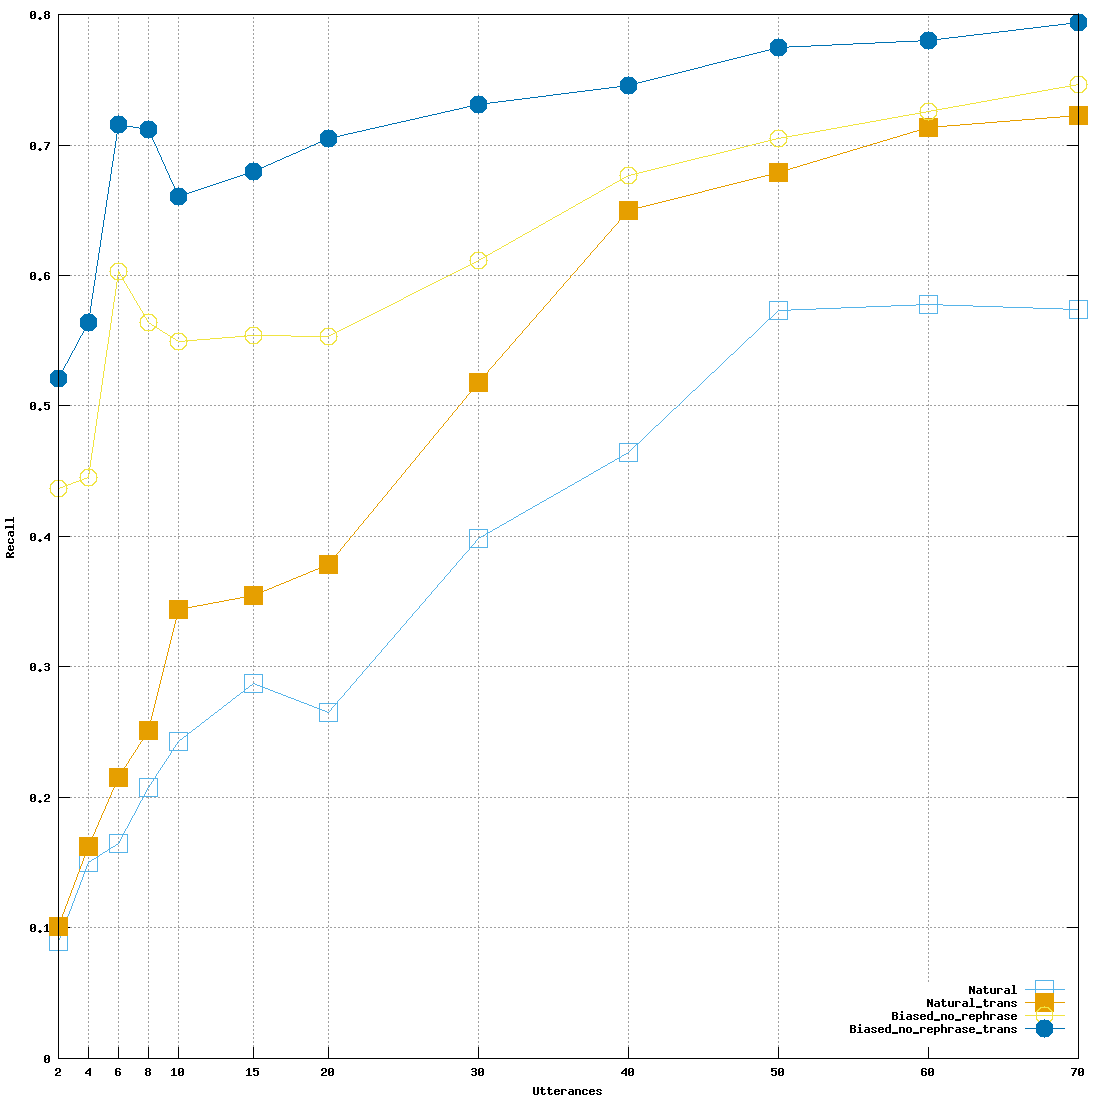 0.8
0.7
0.6
0.5
0.4
0.3
0.2
0.1
0
Recall
Natural
Natural_trans
Biased_no_rephrase
Biased_no_rephrase_trans
2 4 6 8 10 15 20 30 40 50 60 70
Utterances